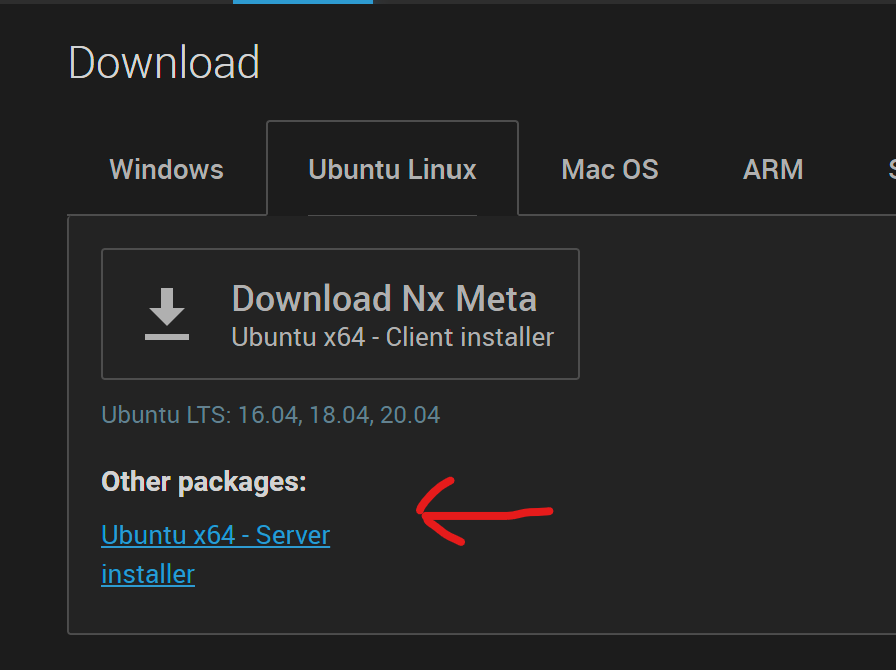 Download
Windows
Ubuntu Linux
Mac OS
ARM
Download Nx Meta
Ubuntu x64 - Client installer
Ubuntu LTS: 16.04, 18.04, 20.04
Other packages:
Ubuntu x64 - Server
installer